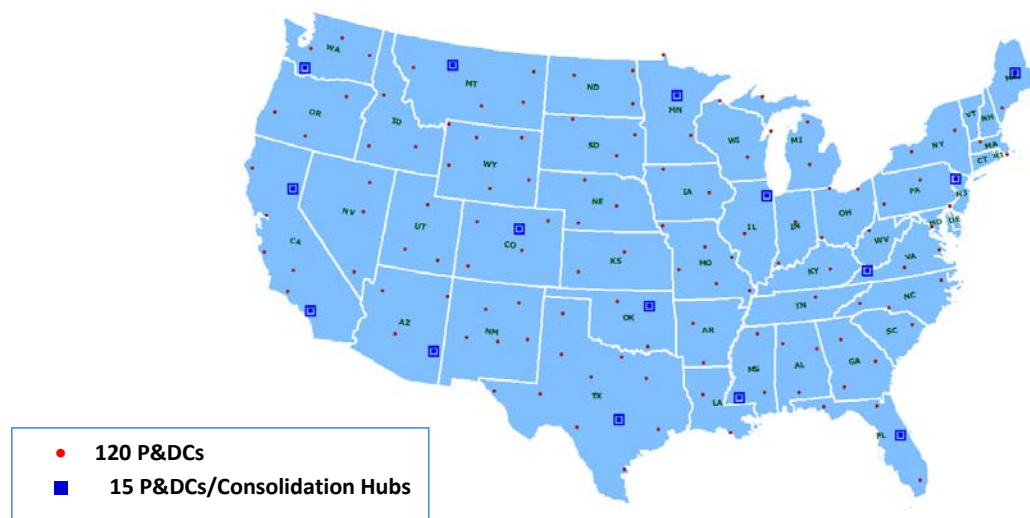 WA
MT
ND
MN
OR
ID
WY
SD
WI
MI
VT
NH
NY
MA
CT
IA
NE
PA
NV
UT
CO
IL
IN
OH
NJ
MD
DE
CA
KS
MO
KY
WV
VA
AZ
NM
OK
AR
TN
NC
SC
MS
AL
GA
TX
LA
FL
120 P&DCs
15 P&DCs/Consolidation Hubs